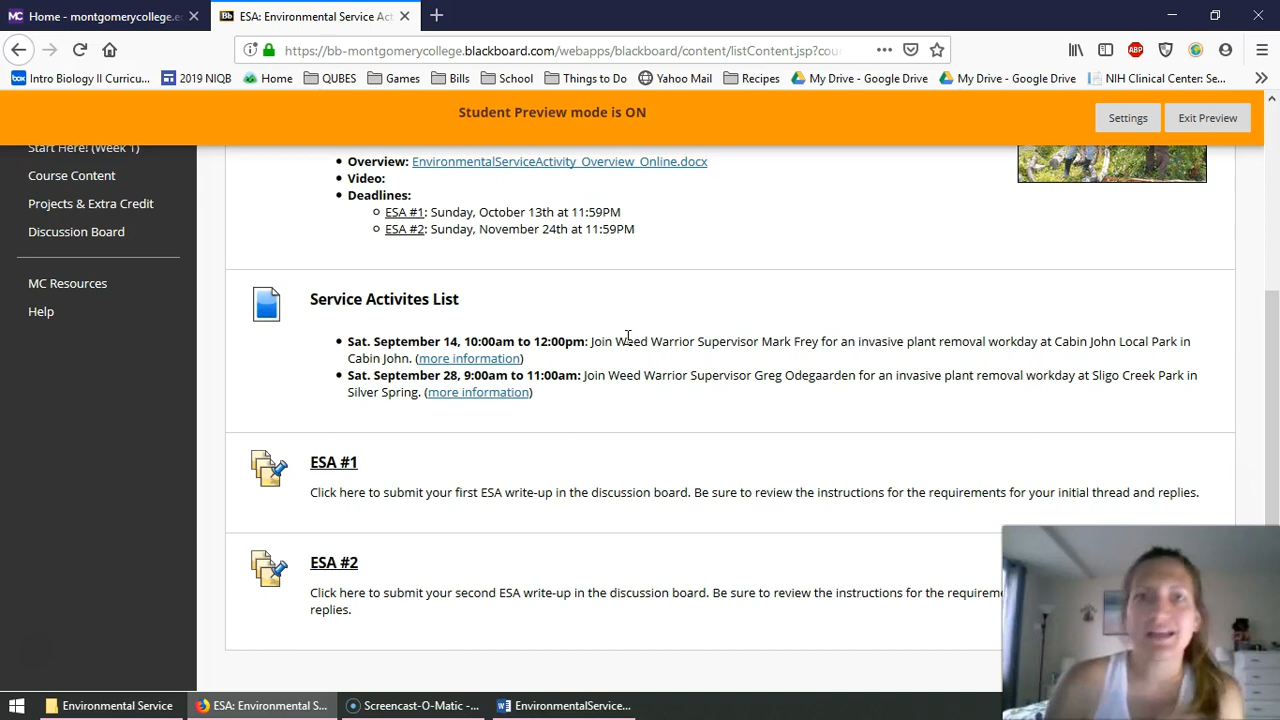 Home - montgomerycollege.e
ESA: Environmental Service Act
https://bb-montgomerycollege.blackboard.com/webapps/blackboard/content/listContent.jsp?cou
Intro Biology II Curricu... 2019 NIQB Home QUBES Games Bills School Things to Do Yahoo Mail Recipes My Drive - Google Drive My Drive - Google Drive NIH Clinical Center: Se...
Student Preview mode is ON
Settings
Exit Preview
Start Here! (Week 1)
Course Content
Projects & Extra Credit
Discussion Board
MC Resources
Help
Overview: EnvironmentalServiceActivity_Overview_Online.docx
Video:
Deadlines:
ESA #1: Sunday, October 13th at 11:59PM
ESA #2: Sunday, November 24th at 11:59PM
Service Activites List
Sat. September 14, 10:00am to 12:00pm: Join Weed Warrior Supervisor Mark Frey for an invasive plant removal workday at Cabin John Local Park in
Cabin John. (more information)
Sat. September 28, 9:00am to 11:00am: Join Weed Warrior Supervisor Greg Odegaarden for an invasive plant removal workday at Sligo Creek Park in
Silver Spring. (more information)
ESA #1
Click here to submit your first ESA write-up in the discussion board. Be sure to review the instructions for the requirements for your initial thread and replies.
ESA #2
Click here to submit your second ESA write-up in the discussion board. Be sure to review the instructions for the requireme
replies.
Environmental Service
ESA: Environmental S...
Screencast-O-Matic -...
EnvironmentalService...